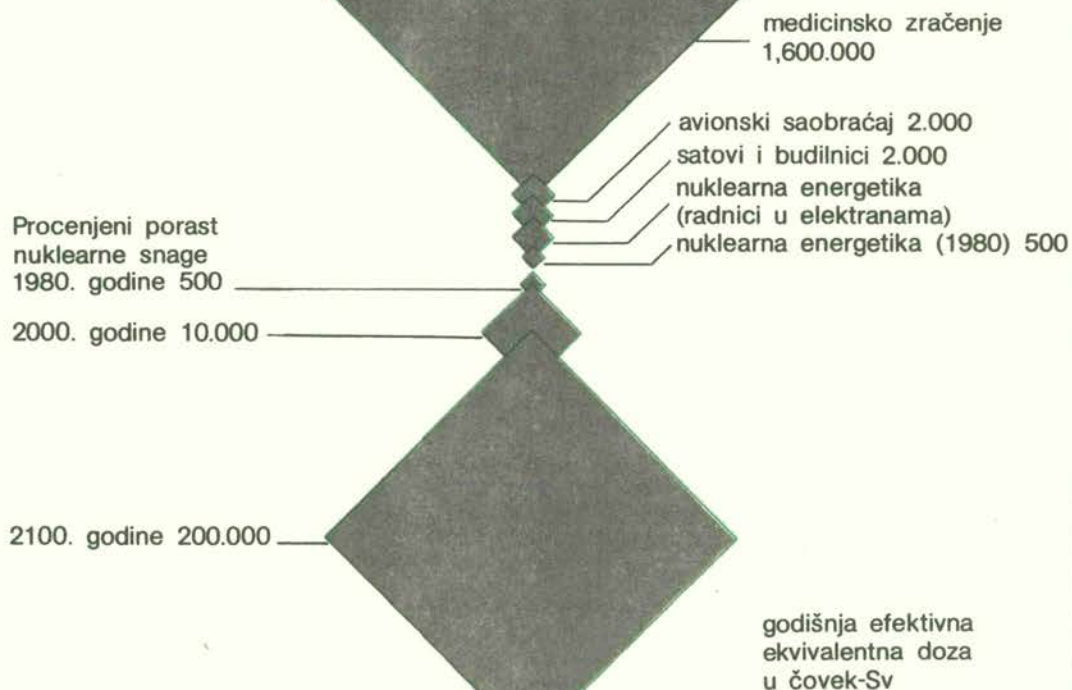 medicinsko zračenje
1,600.000
avionski saobraćaj 2.000
satovi i budilnici 2.000
nuklearna energetika
(radnici u elektranama)
nuklearna energetika (1980) 500
Procenjeni porast
nuklearne snage
1980. godine 500
2000. godine 10.000
2100. godine 200.000
godišnja efektivna
ekvivalentna doza
u čovek-Sv